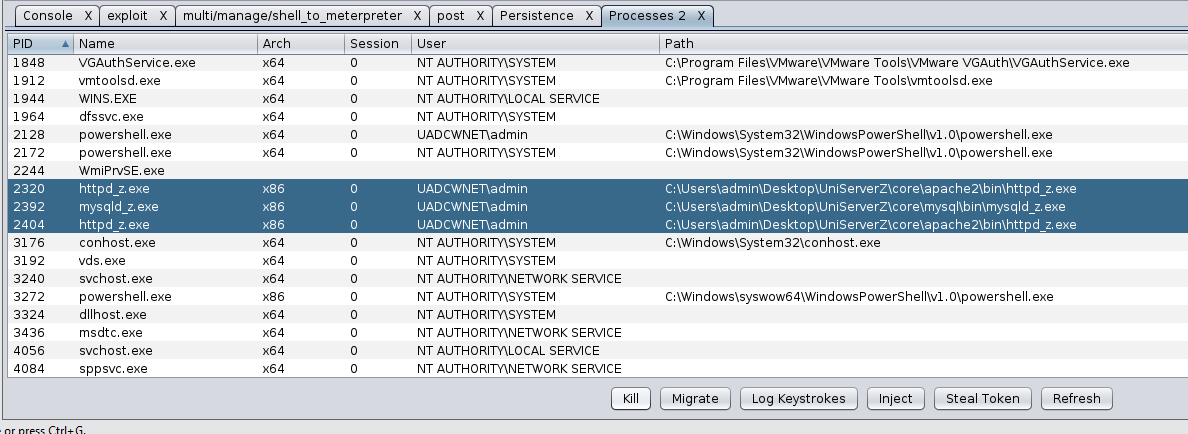 Console X exploit X multi/manage/shell_to_meterpreter X post X Persistence X Processes 2 X
PID Name Arch Session User Path
1848 VGAuthService.exe x64 0 NT AUTHORITY\SYSTEM C:\Program Files\VMware\VMware Tools\VMware VGAuth\VGAuthService.exe
1912 vmtoolsd.exe x64 0 NT AUTHORITY\SYSTEM C:\Program Files\VMware\VMware Tools\vmtoolsd.exe
1944 WINS.EXE x64 0 NT AUTHORITY\LOCAL SERVICE
1964 dfssvc.exe x64 0 NT AUTHORITY\SYSTEM
2128 powershell.exe x64 0 UADCWNET\admin C:\Windows\System32\WindowsPowerShell\v1.0\powershell.exe
2172 powershell.exe x64 0 NT AUTHORITY\SYSTEM C:\Windows\System32\WindowsPowerShell\v1.0\powershell.exe
2244 WmiPrvSE.exe
2320 httpd_z.exe x86 0 UADCWNET\admin C:\Users\admin\Desktop\UniServerZ\core\apache2\bin\httpd_z.exe
2392 mysqld_z.exe x86 0 UADCWNET\admin C:\Users\admin\Desktop\UniServerZ\core\mysql\bin\mysqld_z.exe
2404 httpd_z.exe x86 0 UADCWNET\admin C:\Users\admin\Desktop\UniServerZ\core\apache2\bin\httpd_z.exe
3176 conhost.exe x64 0 NT AUTHORITY\SYSTEM C:\Windows\System32\conhost.exe
3192 vds.exe x64 0 NT AUTHORITY\SYSTEM
3240 svchost.exe x64 0 NT AUTHORITY\NETWORK SERVICE
3272 powershell.exe x86 0 NT AUTHORITY\SYSTEM C:\Windows\syswow64\WindowsPowerShell\v1.0\powershell.exe
3324 dllhost.exe x64 0 NT AUTHORITY\SYSTEM
3436 msdtc.exe x64 0 NT AUTHORITY\NETWORK SERVICE
4056 svchost.exe x64 0 NT AUTHORITY\LOCAL SERVICE
4084 sppsvc.exe x64 0 NT AUTHORITY\NETWORK SERVICE
Kill Migrate Log Keystrokes Inject Steal Token Refresh
or press Ctrl+G.